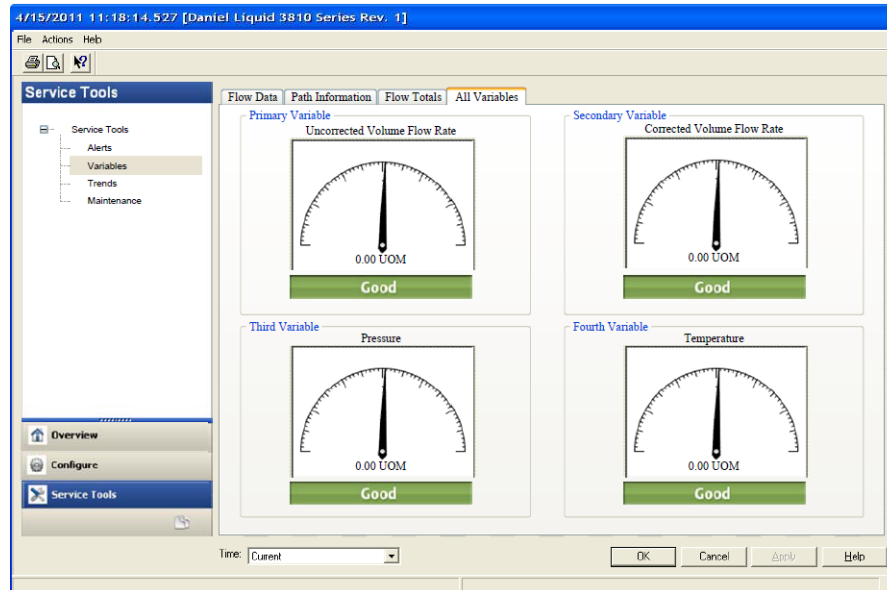 4/15/2011 11:18:14.527 [Daniel Liquid 3810 Series Rev. 1]
File Actions Help
Service Tools
Service Tools
Alerts
Variables
Trends
Maintenance
Overview
Configure
Service Tools
Flow Data Path Information Flow Totals All Variables
Primary Variable
Uncorrected Volume Flow Rate
0.00 UOM
Good
Secondary Variable
Corrected Volume Flow Rate
0.00 UOM
Good
Third Variable
Pressure
0.00 UOM
Good
Fourth Variable
Temperature
0.00 UOM
Good
Time: Current
OK Cancel Apply Help